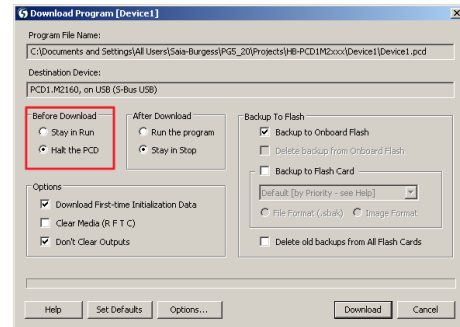 Download Program [Device1]
Program File Name:
C:\Documents and Settings\All Users\Saia-Burgess\PG5_20\Projects\HB-PCD1M2xxx\Device1\Device1.pcd
Destination Device:
PCD1.M2160, on USB (S-Bus USB)
Before Download
Stay in Run
Halt the PCD
After Download
Run the program
Stay in Stop
Options
Download First-time Initialization Data
Clear Media (R F T C)
Don't Clear Outputs
Backup To Flash
Backup to Onboard Flash
Delete backup from Onboard Flash
Backup to Flash Card
Default [by Priority - see Help]
File Format (.sbak) Image Format
Delete old backups from All Flash Cards
Help Set Defaults Options... Download Cancel